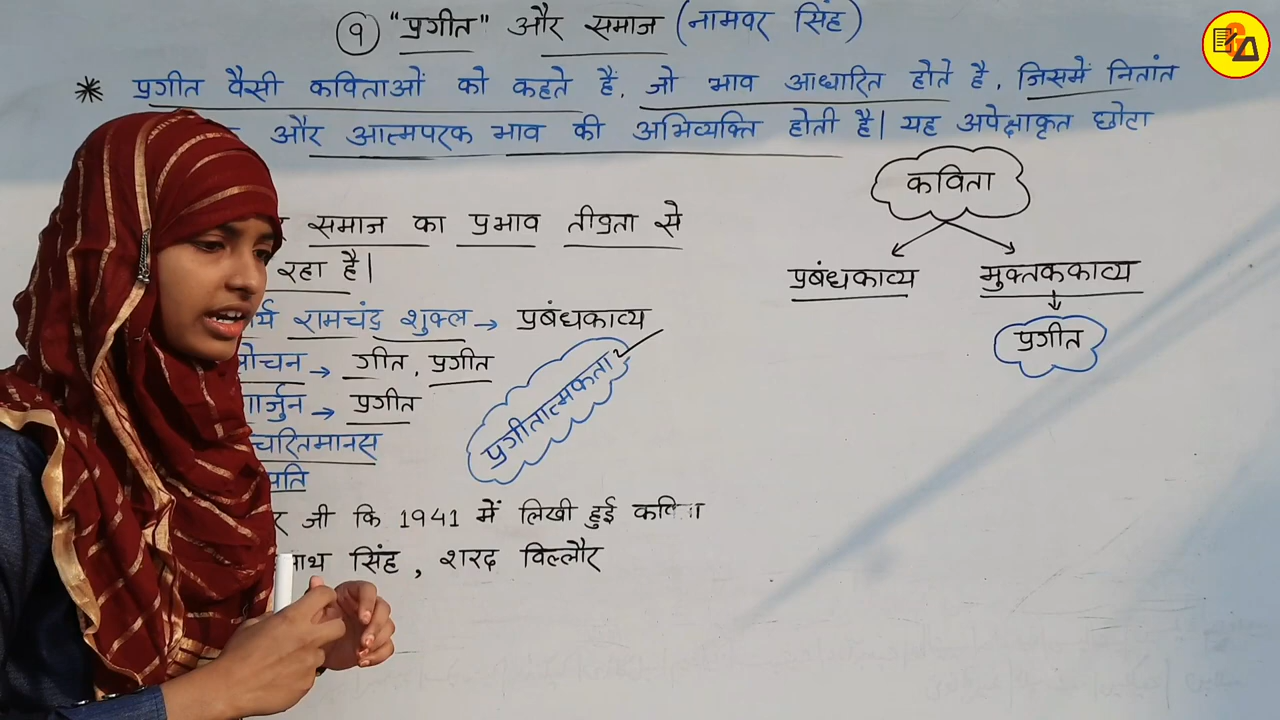 ९ "प्रगीत" और समाज (नामवर सिंह)
* प्रगीत वैसी कविताओं को कहते है, जो भाव आधारित होते है, जिसमें नितांत
और आत्मपरक भाव की अभिव्यक्ति होती है। यह अपेक्षाकृत छोटा
समाज का प्रभाव तीव्रता से
रहा है।
रामचंद्र शुक्ल → प्रबंधकाव्य
→ गीत, प्रगीत
→ प्रगीत
प्रगीतात्मकता
जी कि 1941 में लिखी हुई
सिंह, शरद विल्लौर
कविता
प्रबंधकाव्य मुक्तककाव्य
प्रगीत